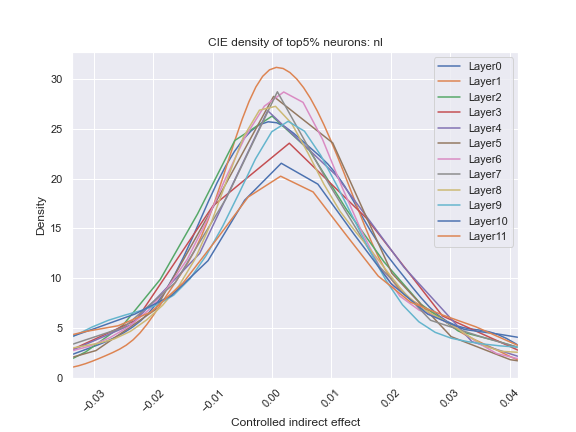 CIE density of top5% neurons: nl
Density
30
25
20
15
10
5
0
-0.03
-0.02
-0.01
0.00
0.01
0.02
0.03
0.04
Controlled indirect effect
Layer0
Layer1
Layer2
Layer3
Layer4
Layer5
Layer6
Layer7
Layer8
Layer9
Layer10
Layer11